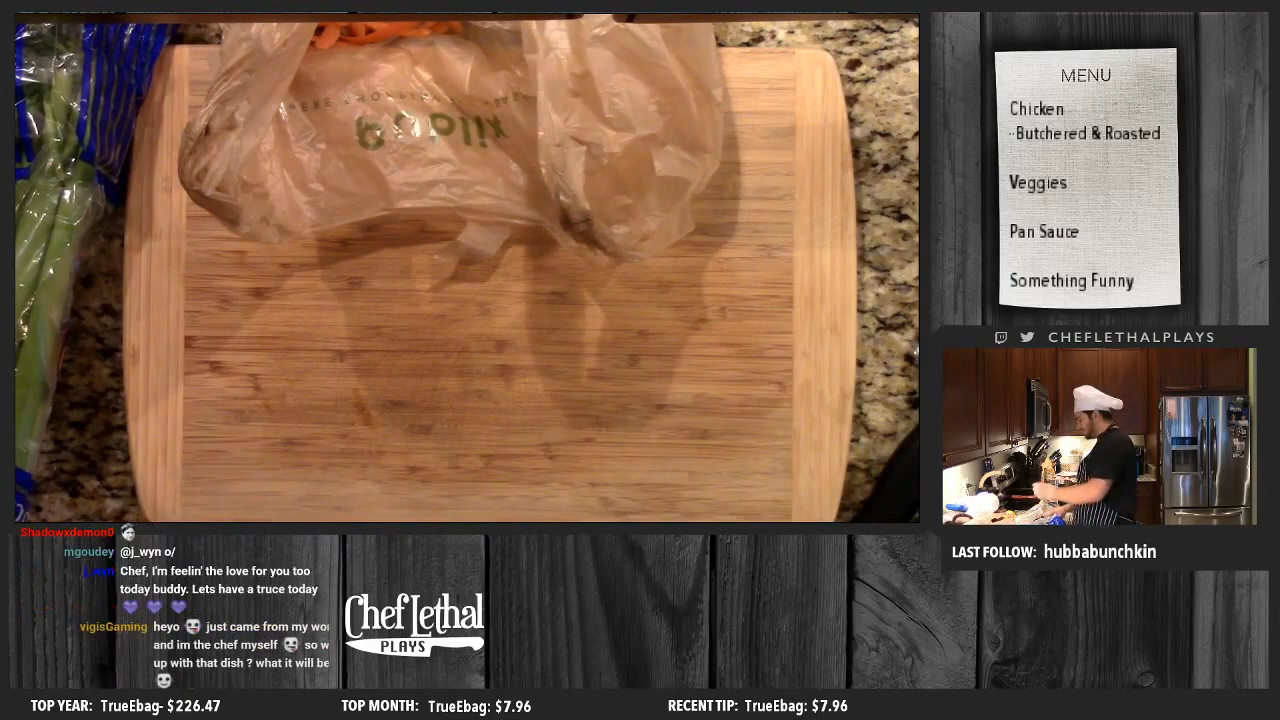 publix
MENU
Chicken
--Butchered & Roasted
Veggies
Pan Sauce
Something Funny
CHEFLETHALPLAYS
LAST FOLLOW: hubbabunchkin
Shadowxdemon0
mgoudey @j_wyn o/
j_wyn Chef, I'm feelin' the love for you too
today buddy. Lets have a truce today
vigisGaming heyo just came from my
and im the chef myself so
up with that dish ? what it will be
Chef Lethal
PLAYS
TOP YEAR: TrueEbag- $226.47
TOP MONTH: TrueEbag: $7.96
RECENT TIP: TrueEbag: $7.96